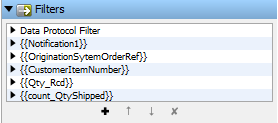 Filters
Data Protocol Filter
{{Notification1}}
{{OriginationSytemOrderRef}}
{{CustomerItemNumber}}
{{Qty_Rcd}}
{{count_QtyShipped}}